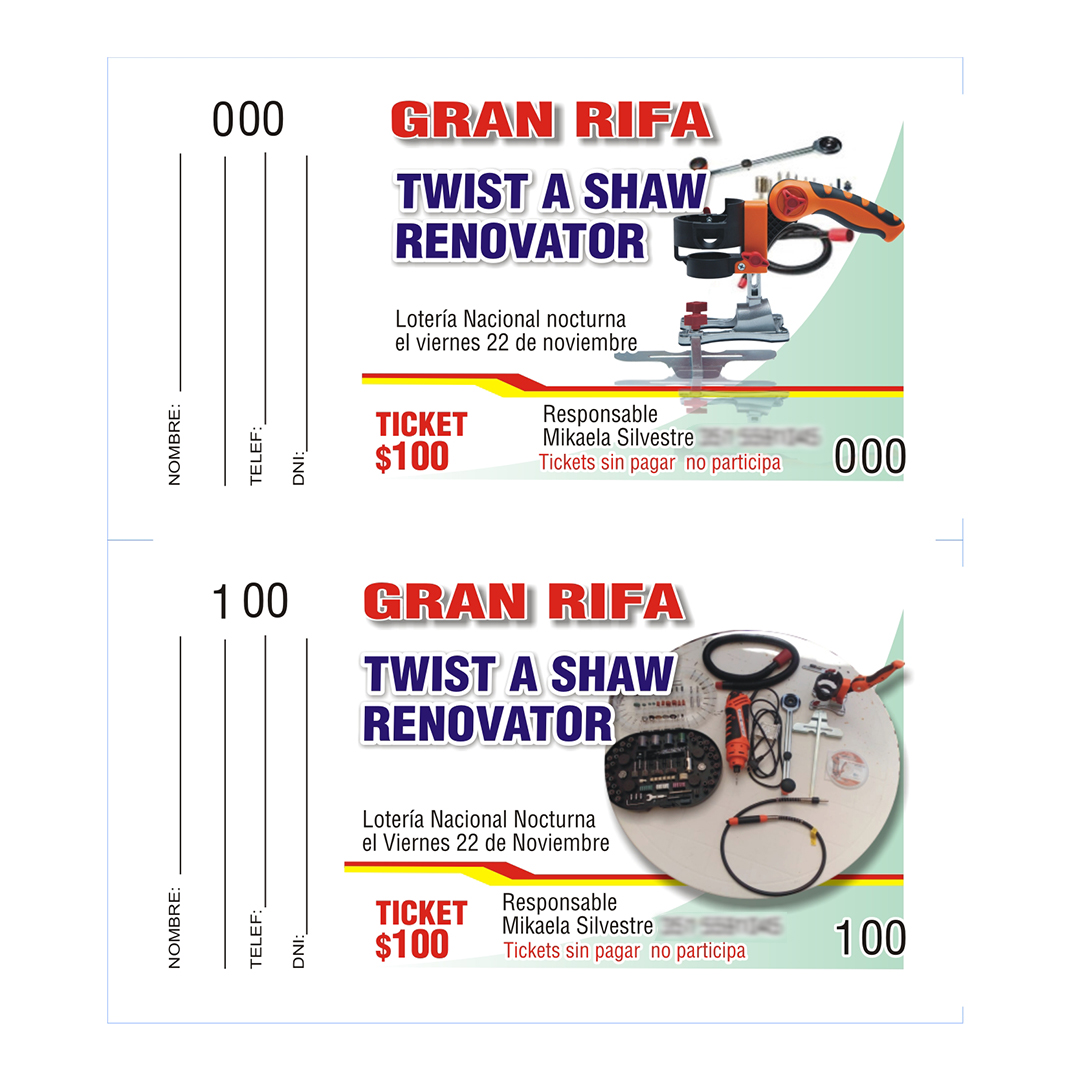 000
NOMBRE:
TELEF:
DNI:
GRAN RIFA
TWIST A SHAW
RENOVATOR
Lotería Nacional nocturna
el viernes 22 de noviembre
TICKET
$100
Responsable
Mikaela Silvestre
Tickets sin pagar no participa
000
100
NOMBRE:
TELEF:
DNI:
GRAN RIFA
TWIST A SHAW
RENOVATOR
Lotería Nacional Nocturna
el Viernes 22 de Noviembre
TICKET
$100
Responsable
Mikaela Silvestre
Tickets sin pagar no participa
100